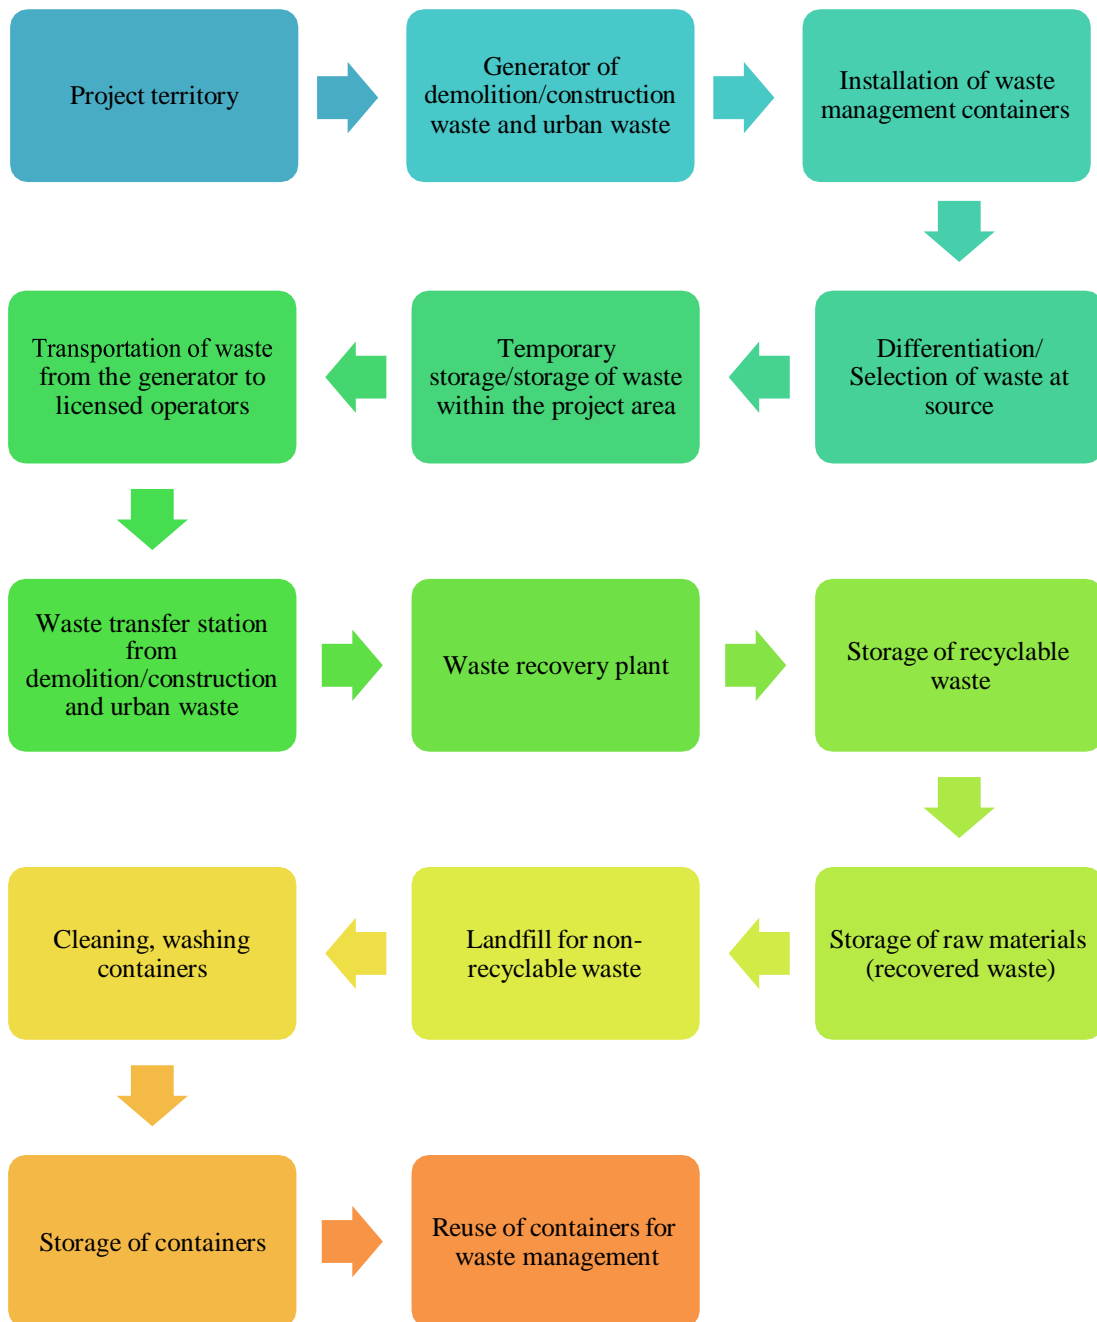 Project territory
Generator of
demolition/construction
waste and urban waste
Installation of waste
management containers
Differentiation/
Selection of waste at
source
Temporary
storage/storage of waste
within the project area
Transportation of waste
from the generator to
licensed operators
Waste transfer station
from
demolition/construction
and urban waste
Waste recovery plant
Storage of recyclable
waste
Storage of raw materials
(recovered waste)
Landfill for non-
recyclable waste
Cleaning, washing
containers
Storage of containers
Reuse of containers for
waste management